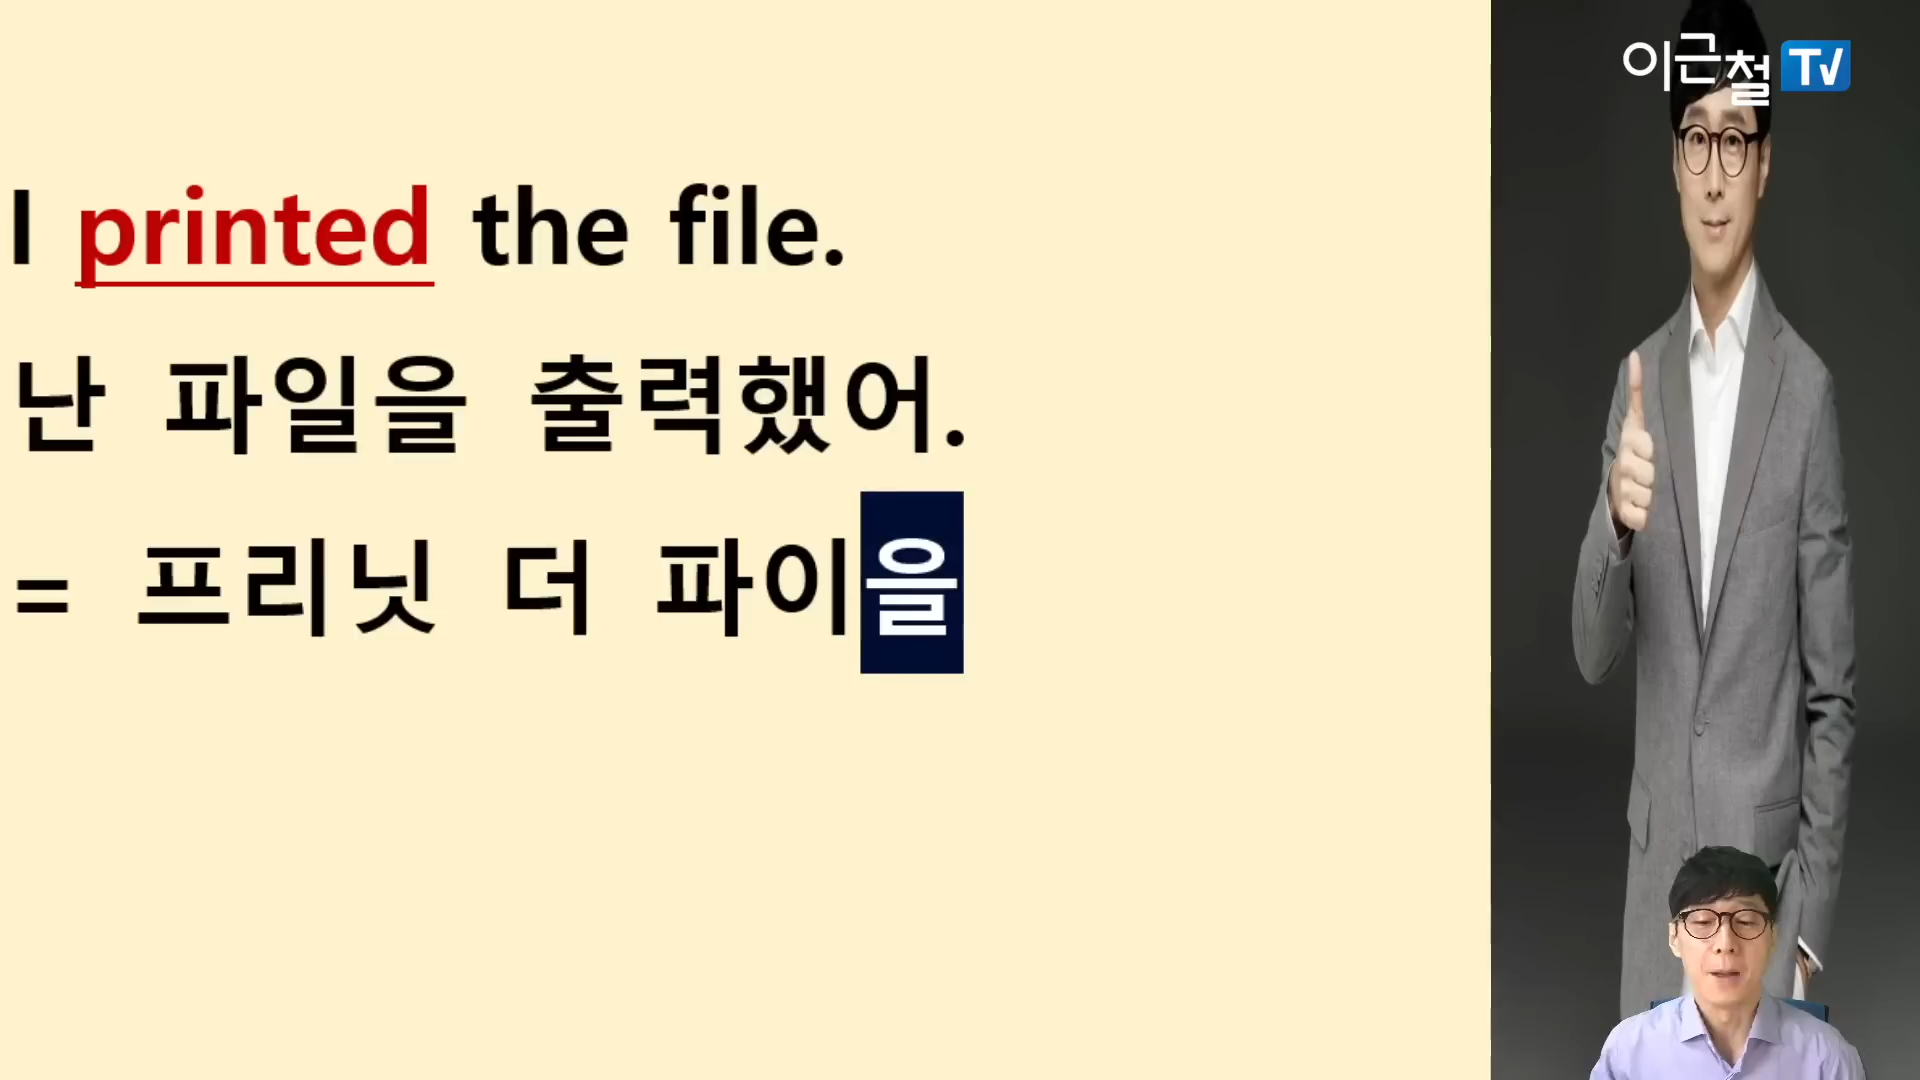 이근철 TV
I printed the file.
난 파일을 출력했어.
= 프리닛 더 파이을